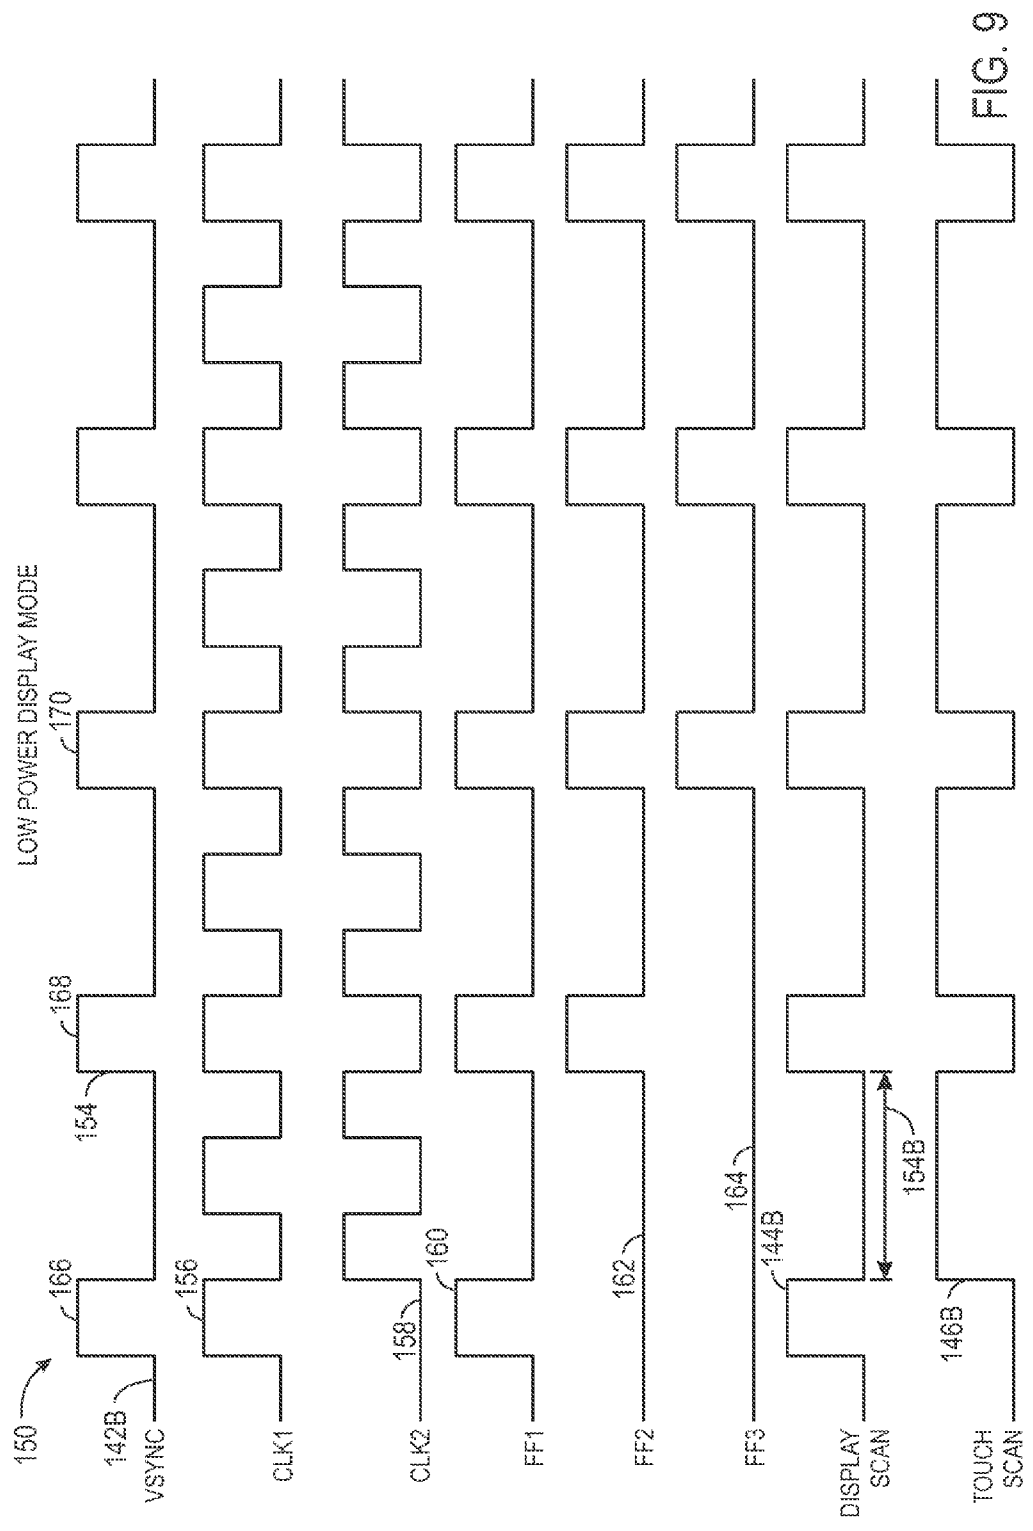 LOW POWER DISPLAY MODE
150
142B
166
154
168
170
VSYNC
156
CLK1
158
CLK2
160
FF1
162
FF2
164
FF3
144B
154B
DISPLAY
SCAN
146B
TOUCH
SCAN
FIG. 9